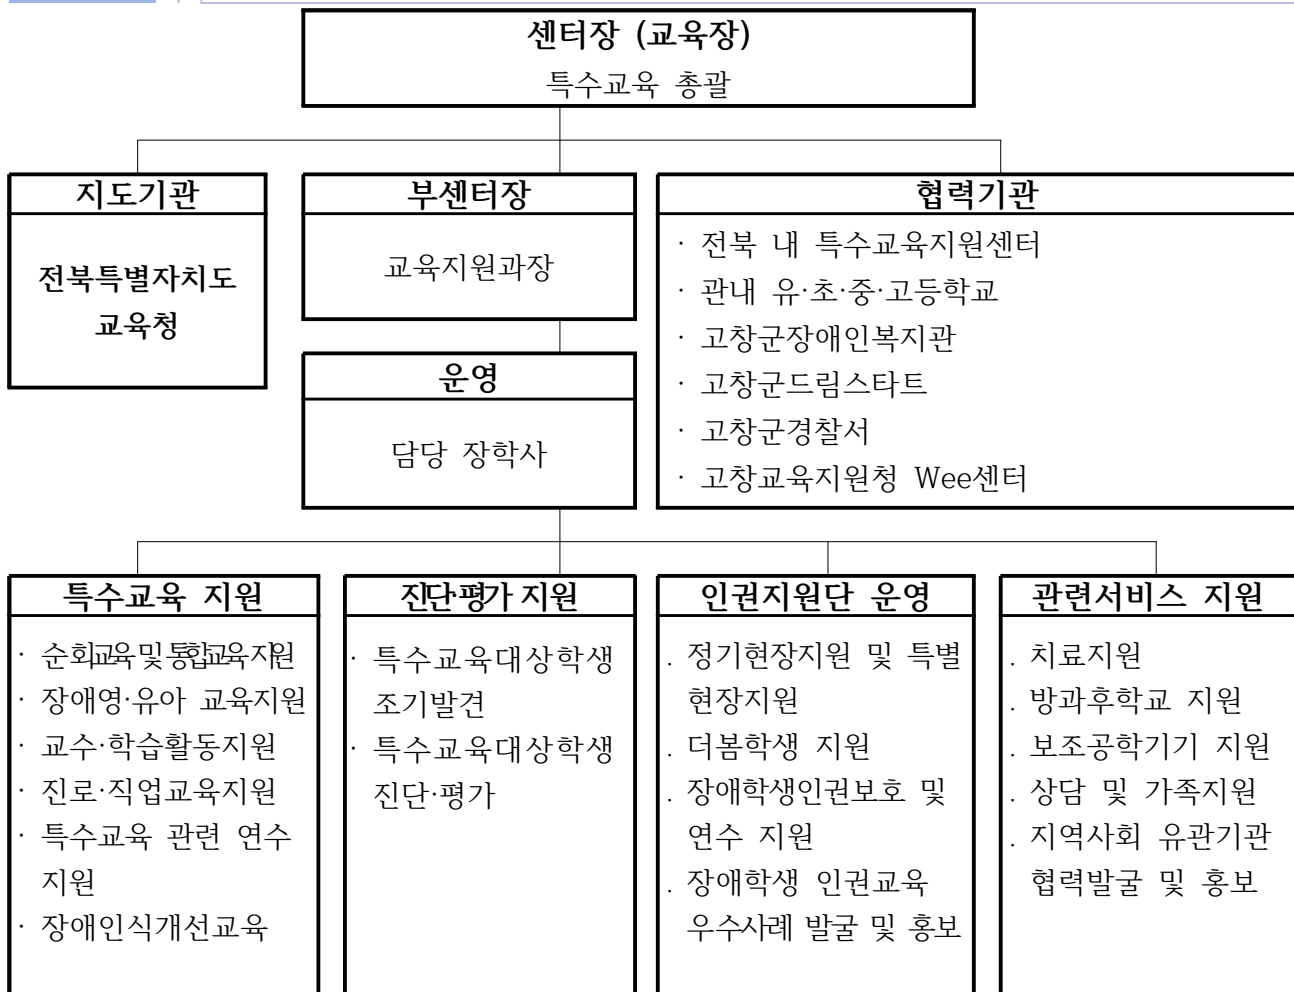 센터장 (교육장)
특수교육 총괄
지도기관
전북특별자치도
교육청
부센터장
교육지원과장
협력기관
· 전북 내 특수교육지원센터
· 관내 유·초·중·고등학교
· 고창군장애인복지관
· 고창군드림스타트
· 고창군경찰서
· 고창교육지원청 Wee센터
운영
담당 장학사
특수교육 지원
· 순회교육및통합교육지원
· 장애영·유아 교육지원
· 교수·학습활동지원
· 진로·직업교육지원
· 특수교육 관련 연수
지원
· 장애인식개선교육
진단·평가 지원
· 특수교육대상학생
조기발견
· 특수교육대상학생
진단·평가
인권지원단 운영
. 정기현장지원 및 특별
현장지원
. 더봄학생 지원
. 장애학생인권보호 및
연수 지원
. 장애학생 인권교육
우수사례 발굴 및 홍보
관련서비스 지원
. 치료지원
. 방과후학교 지원
. 보조공학기기 지원
. 상담 및 가족지원
. 지역사회 유관기관
협력발굴 및 홍보